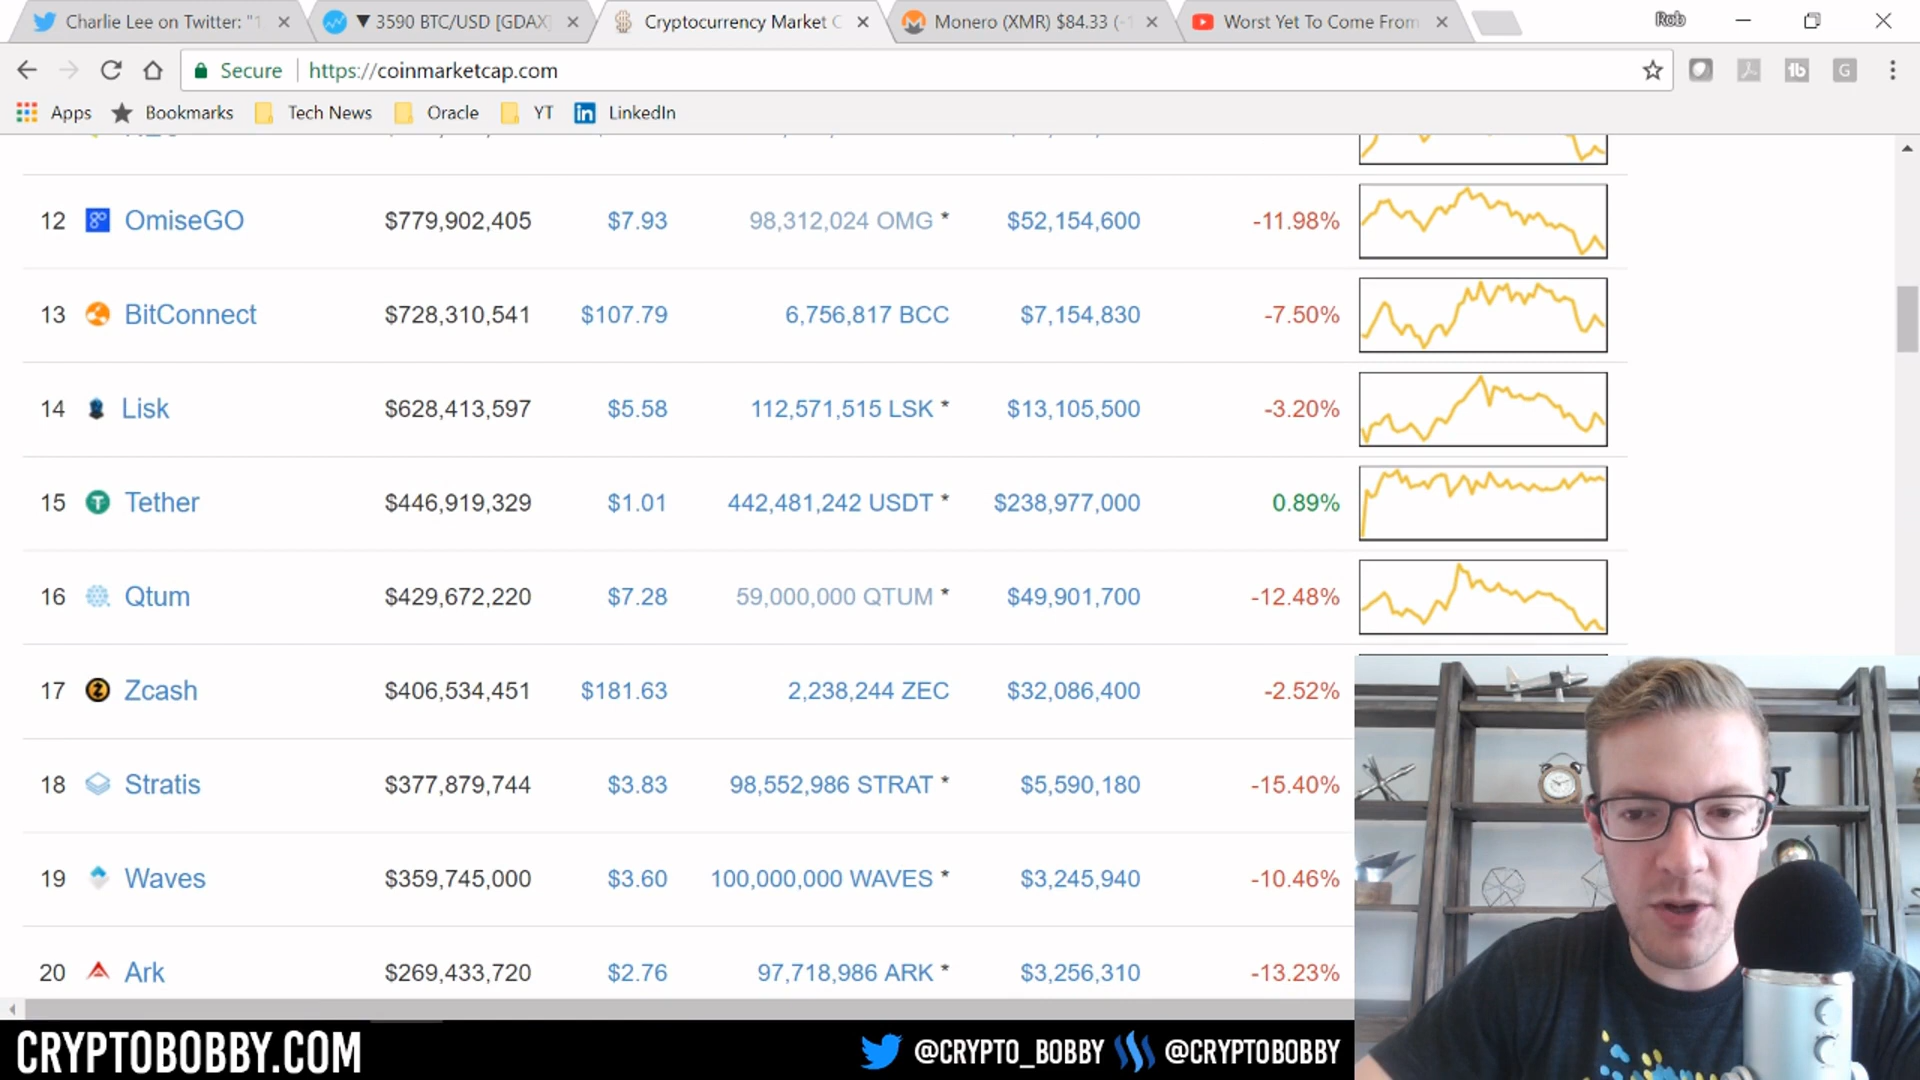 Charlie Lee on Twitter: "1
▼ 3590 BTC/USD [GDAX]
Cryptocurrency Market C
Monero (XMR) $84.33 (-1
Worst Yet To Come From
Rob
Secure
https://coinmarketcap.com
Apps
Bookmarks
Tech News
Oracle
YT
LinkedIn
12 OmiseGO $779,902,405 $7.93 98,312,024 OMG * $52,154,600 -11.98%
13 BitConnect $728,310,541 $107.79 6,756,817 BCC $7,154,830 -7.50%
14 Lisk $628,413,597 $5.58 112,571,515 LSK * $13,105,500 -3.20%
15 Tether $446,919,329 $1.01 442,481,242 USDT * $238,977,000 0.89%
16 Qtum $429,672,220 $7.28 59,000,000 QTUM * $49,901,700 -12.48%
17 Zcash $406,534,451 $181.63 2,238,244 ZEC $32,086,400 -2.52%
18 Stratis $377,879,744 $3.83 98,552,986 STRAT * $5,590,180 -15.40%
19 Waves $359,745,000 $3.60 100,000,000 WAVES * $3,245,940 -10.46%
20 Ark $269,433,720 $2.76 97,718,986 ARK * $3,256,310 -13.23%
CRYPTOBOBBY.COM
@CRYPTO_BOBBY
@CRYPTOBOBBY